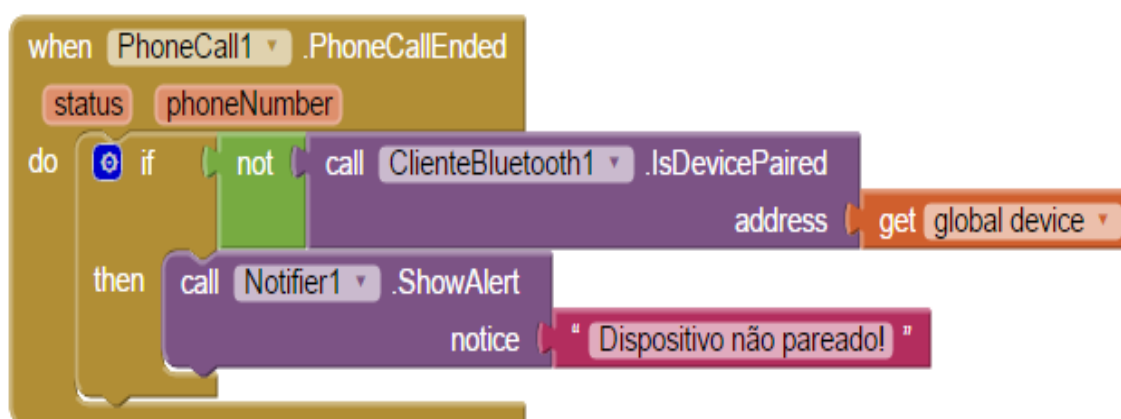 when PhoneCall1 .PhoneCallEnded
status phoneNumber
do if not call ClienteBluetooth1 .IsDevicePaired
address get global device
then call Notifier1 .ShowAlert
notice " Dispositivo não pareado! "